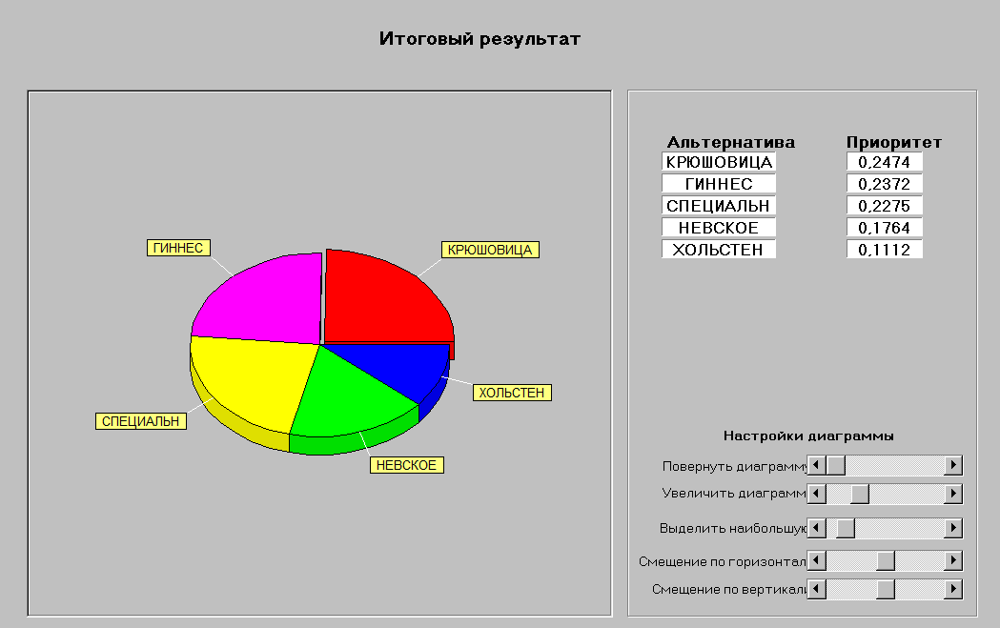 Итоговый результат
ГИННЕС
КРЮШОВИЦА
ХОЛЬСТЕН
СПЕЦИАЛЬН
НЕВСКОЕ
Альтернатива Приоритет
КРЮШОВИЦА 0,2474
ГИННЕС 0,2372
СПЕЦИАЛЬН 0,2275
НЕВСКОЕ 0,1764
ХОЛЬСТЕН 0,1112
Настройки диаграммы
Повернуть диаграмму
Увеличить диаграмм
Выделить наибольшую
Смещение по горизонтал
Смещение по вертикали